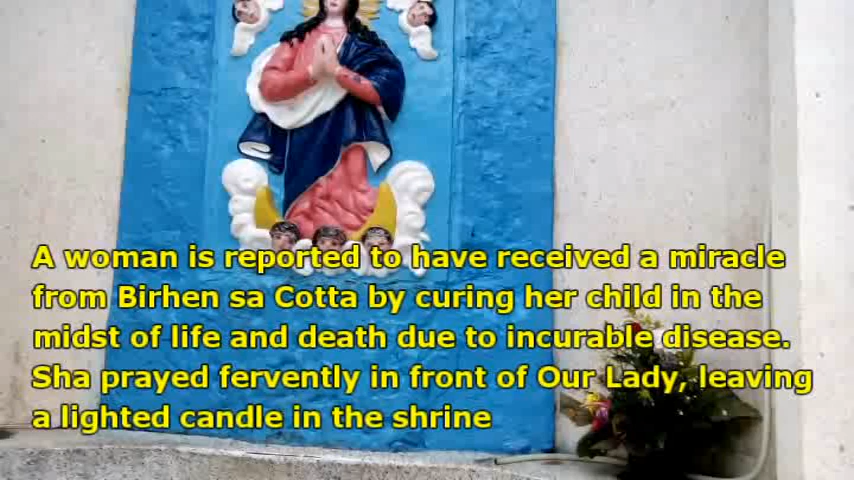 A woman is reported to have received a miracle
from Birhen sa Cotta by curing her child in the
midst of life and death due to incurable disease.
Sha prayed fervently in front of Our Lady, leaving
a lighted candle in the shrine